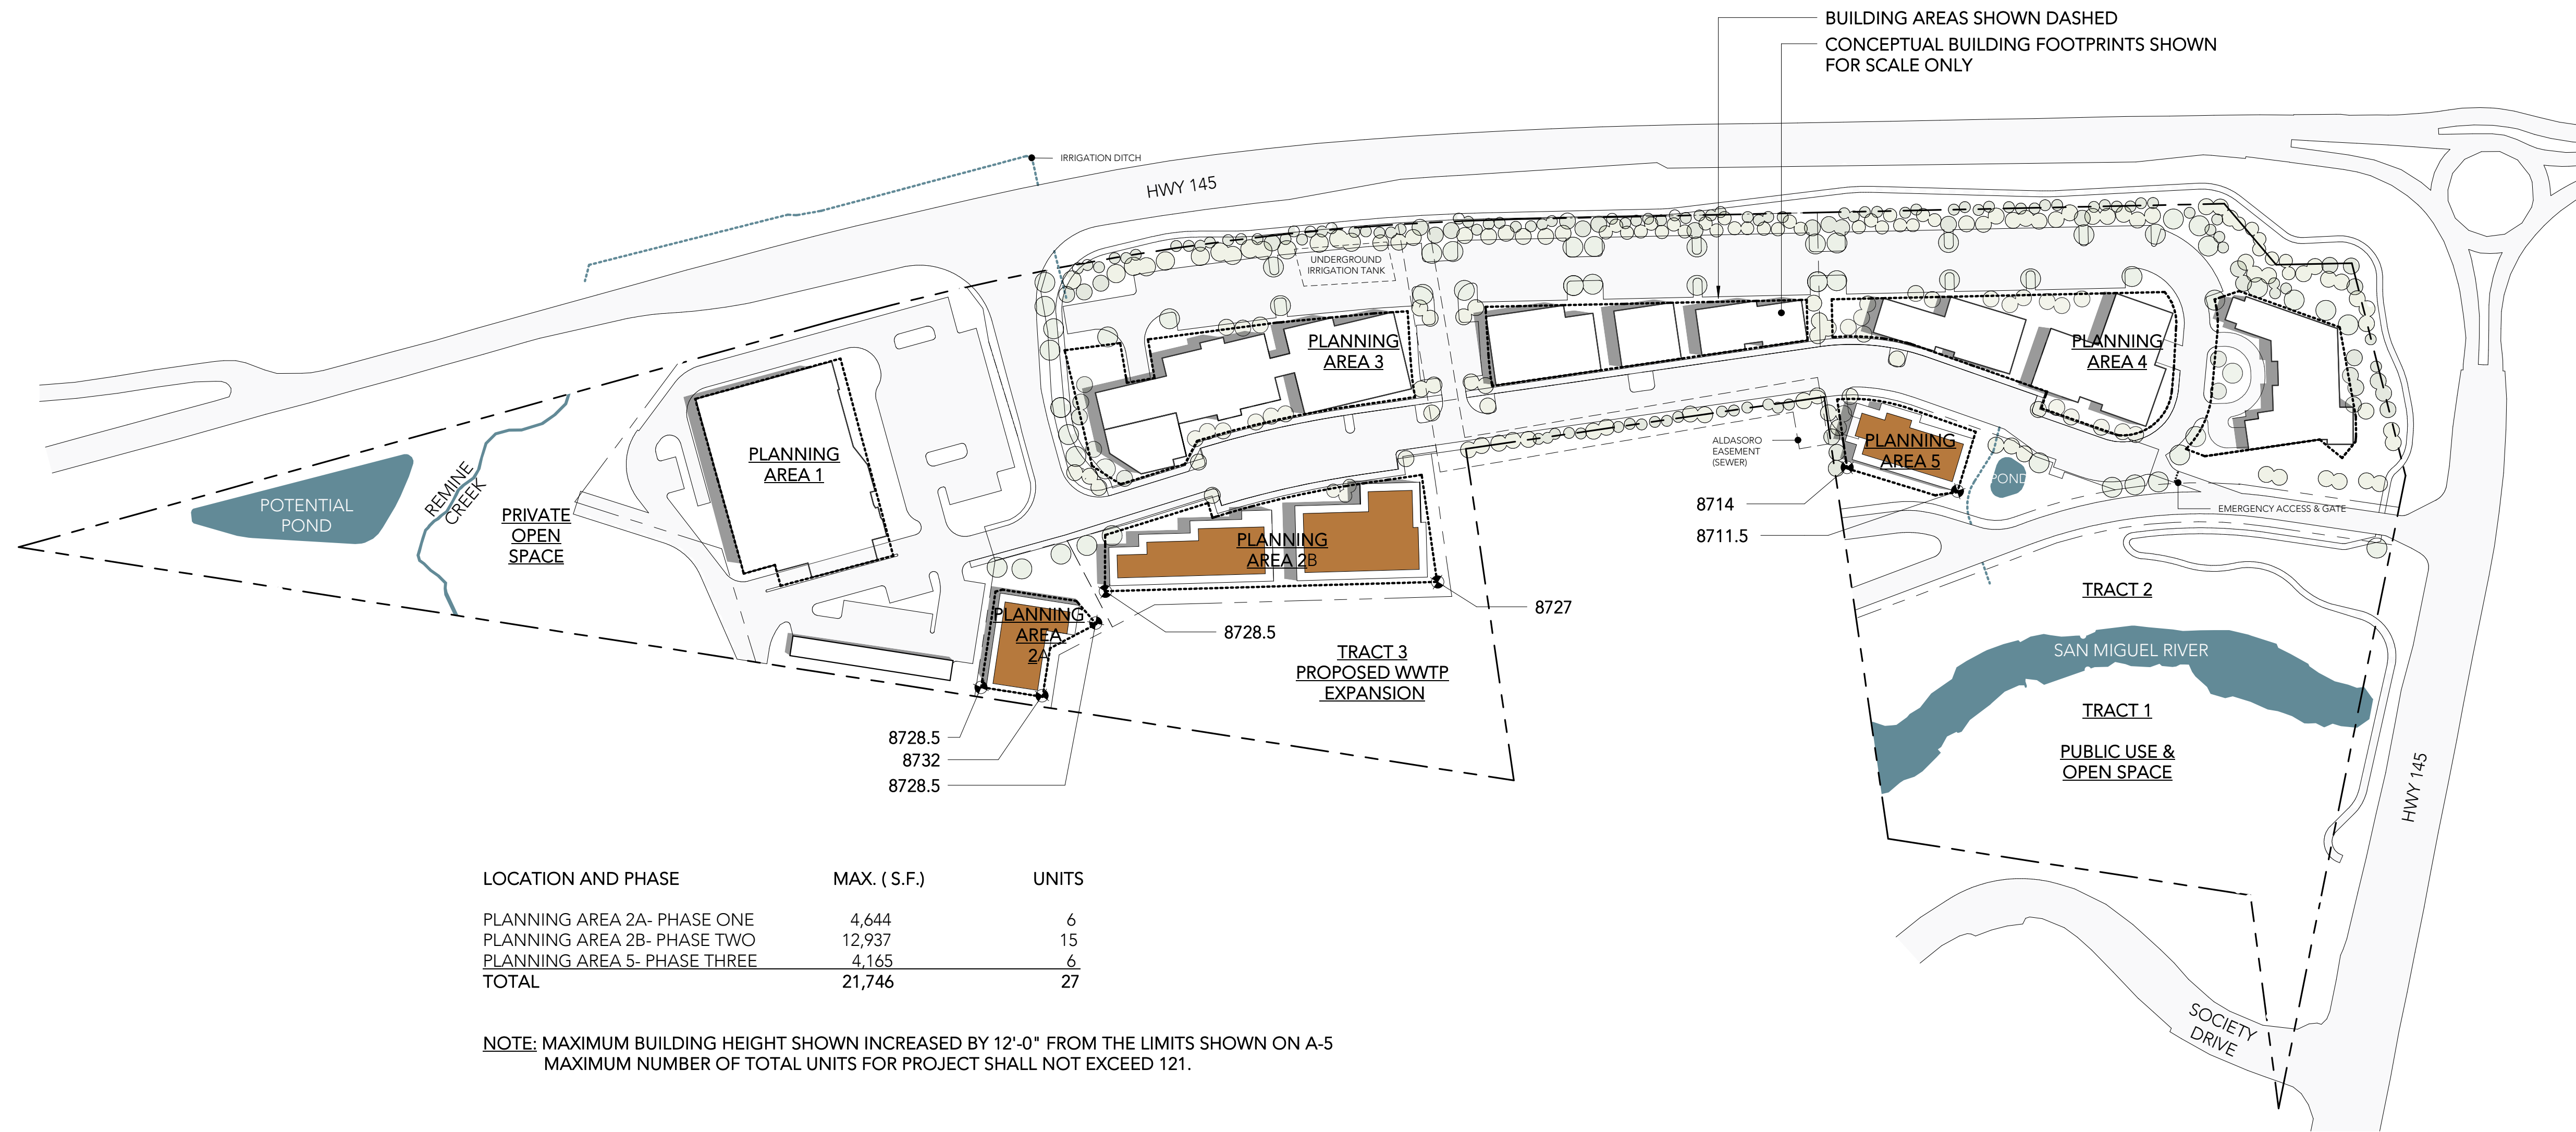 BUILDING AREAS SHOWN DASHED
CONCEPTUAL BUILDING FOOTPRINTS SHOWN
FOR SCALE ONLY
IRRIGATION DITCH
HWY 145
UNDERGROUND
IRRIGATION TANK
PLANNING
AREA 3
PLANNING
AREA 4
PLANNING
AREA 1
ALDASORO
EASEMENT
(SEWER)
PLANNING
AREA 5
POND
8714
8711.5
EMERGENCY ACCESS & GATE
POTENTIAL
POND
REMINE
CREEK
PRIVATE
OPEN
SPACE
PLANNING
AREA 2B
PLANNING
AREA
2A
8727
8728.5
TRACT 3
PROPOSED WWTP
EXPANSION
TRACT 2
SAN MIGUEL RIVER
TRACT 1
PUBLIC USE &
OPEN SPACE
HWY 145
8728.5
8732
8728.5
LOCATION AND PHASE MAX. ( S.F.) UNITS
PLANNING AREA 2A- PHASE ONE 4,644 6
PLANNING AREA 2B- PHASE TWO 12,937 15
PLANNING AREA 5- PHASE THREE 4,165 6
TOTAL 21,746 27
SOCIETY
DRIVE
NOTE: MAXIMUM BUILDING HEIGHT SHOWN INCREASED BY 12'-0" FROM THE LIMITS SHOWN ON A-5
MAXIMUM NUMBER OF TOTAL UNITS FOR PROJECT SHALL NOT EXCEED 121.